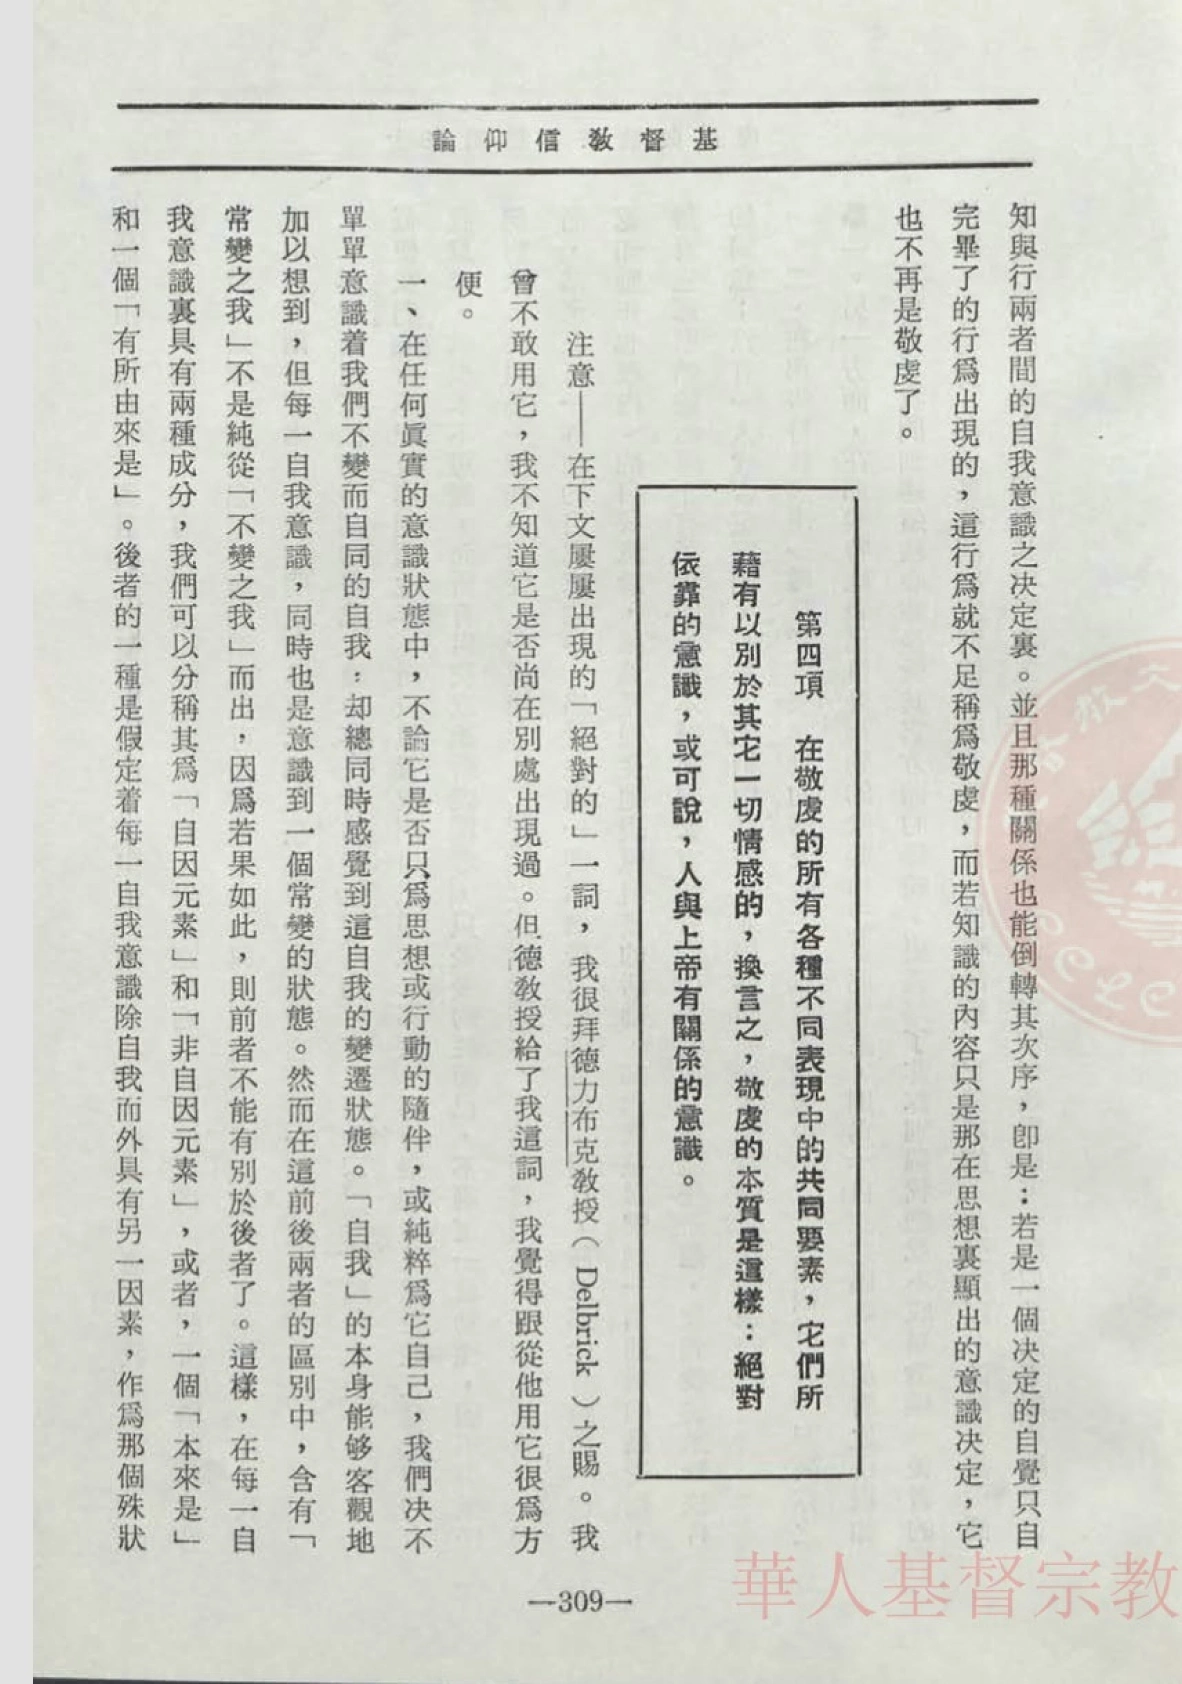 基督敎信仰論
知與行兩者間的自我意識之決定裏。並且那種關係也能倒轉其次序，卽是：若是一個決定的自覺只自
完畢了的行爲出現的，這行爲就不足稱爲敬虔，而若知識的內容只是那在思想裏顯出的意識決定，它
也不再是敬虔了。
第四項　在敬虔的所有各種不同表現中的共同要素，它們所
藉有以別於其它一切情感的，換言之，敬虔的本質是這樣：絕對
依靠的意識，或可說，人與上帝有關係的意識。
注意——在下文屢屢出現的「絕對的」一詞，我很拜德力布克敎授（Delbrick）之賜。我
曾不敢用它，我不知道它是否尚在別處出現過。但德敎授給了我這詞，我覺得跟從他用它很爲方
便。
一、在任何眞實的意識狀態中，不論它是否只爲思想或行動的隨伴，或純粹爲它自己，我們決不
單單意識着我們不變而自同的自我；却總同時感覺到這自我的變遷狀態。「自我」的本身能够客觀地
加以想到，但每一自我意識，同時也是意識到一個常變的狀態。然而在這前後兩者的區別中，含有「
常變之我」不是純從「不變之我」而出，因爲若果如此，則前者不能有別於後者了。這樣，在每一自
我意識裏具有兩種成分，我們可以分稱其爲「自因元素」和「非自因元素」，或者，一個「本來是」
和一個「有所由來是」。後者的一種是假定着每一自我意識除自我而外具有另一因素，作爲那個殊狀
—309—
華人基督宗教